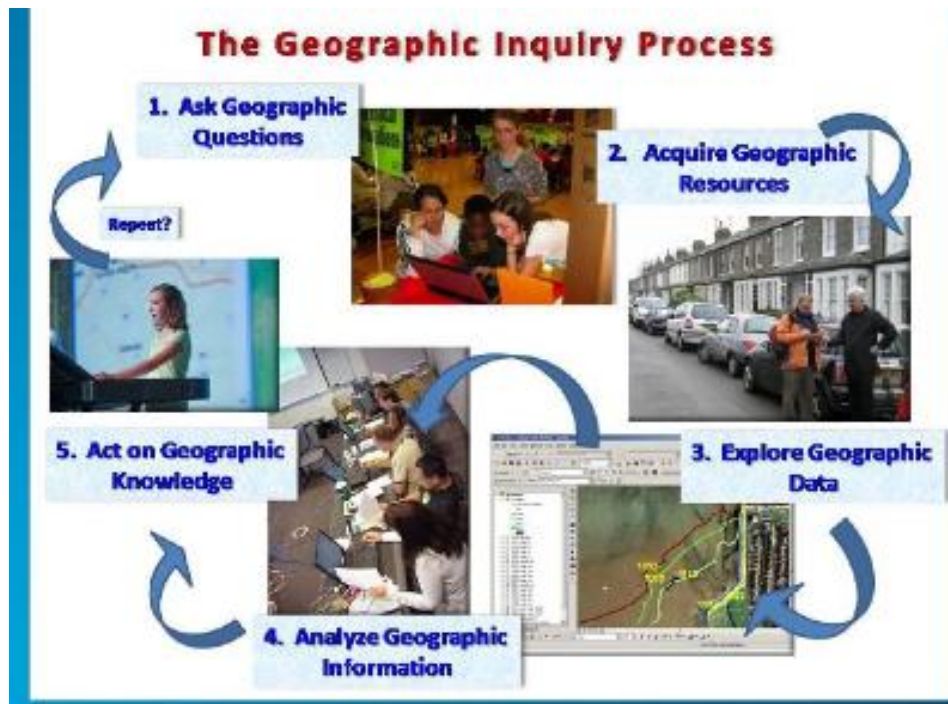 The Geographic Inquiry Process
1. Ask Geographic
Questions
2. Acquire Geographic
Resources
Repeat?
5. Act on Geographic
Knowledge
3. Explore Geographic
Data
4. Analyze Geographic
Information